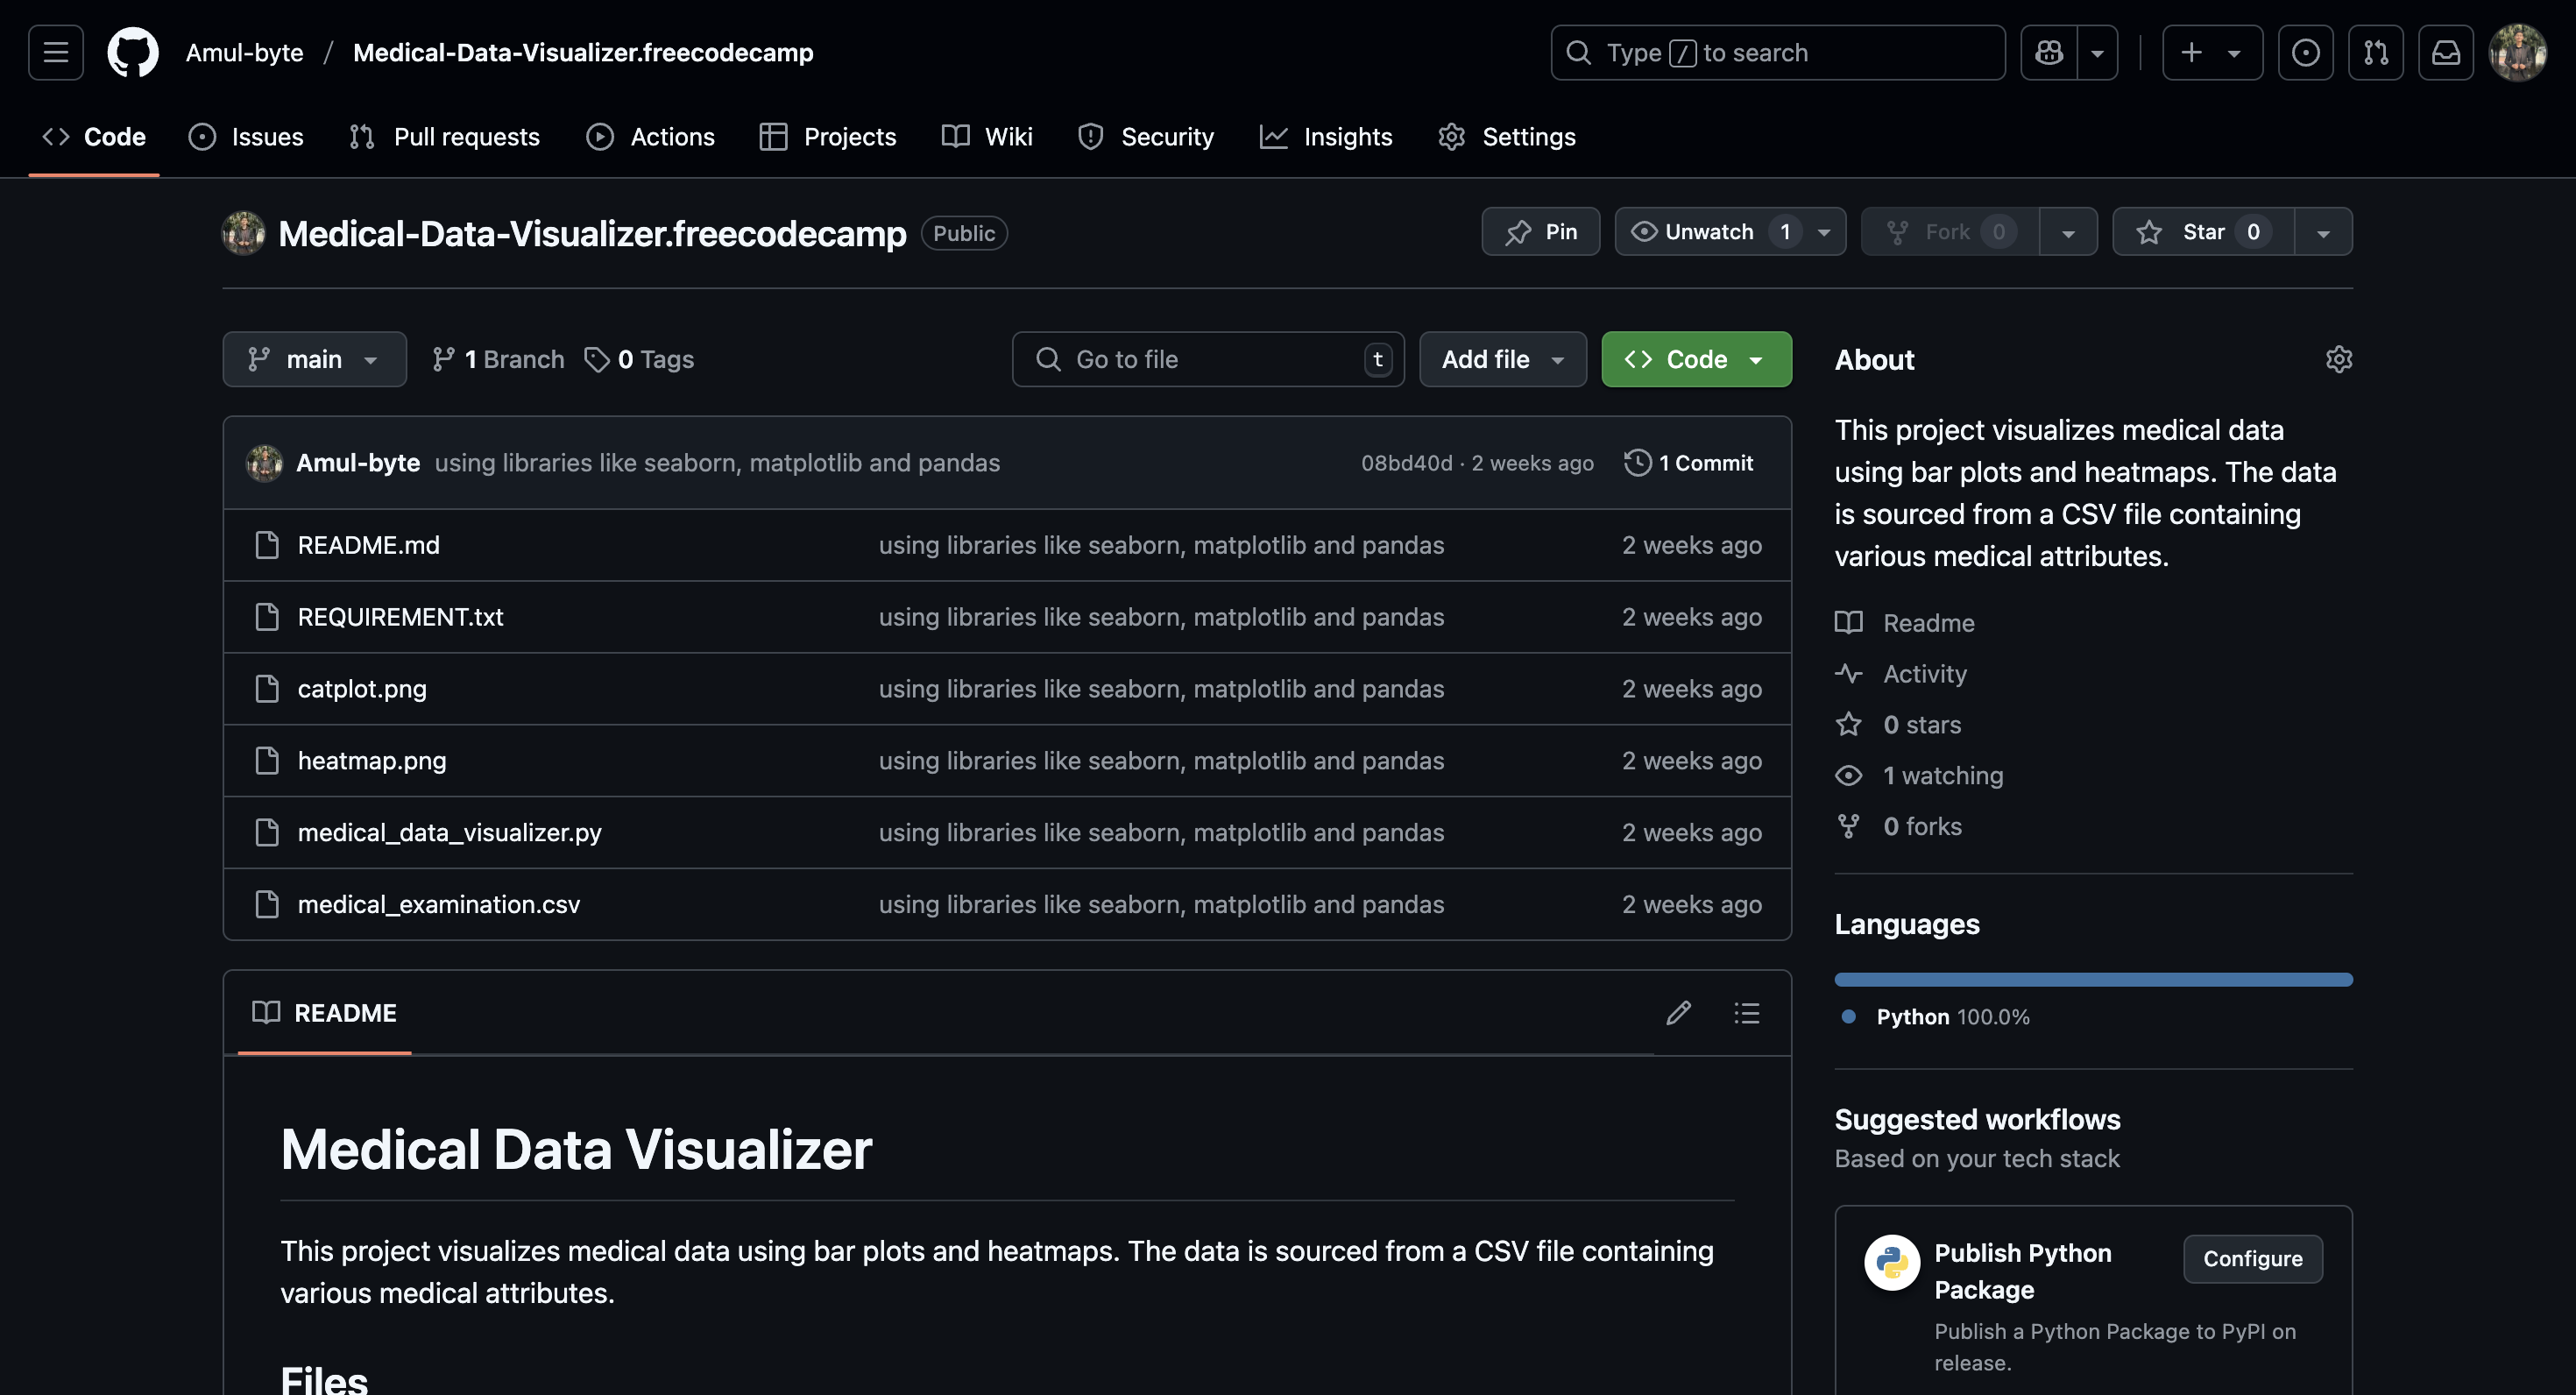 Amul-byte / Medical-Data-Visualizer.freecodecamp
Type / to search
Code Issues Pull requests Actions Projects Wiki Security Insights Settings
Medical-Data-Visualizer.freecodecamp Public
Pin Unwatch 1 Fork 0 Star 0
main 1 Branch 0 Tags
Go to file t Add file Code
Amul-byte using libraries like seaborn, matplotlib and pandas 08bd40d · 2 weeks ago 1 Commit
README.md using libraries like seaborn, matplotlib and pandas 2 weeks ago
REQUIREMENT.txt using libraries like seaborn, matplotlib and pandas 2 weeks ago
catplot.png using libraries like seaborn, matplotlib and pandas 2 weeks ago
heatmap.png using libraries like seaborn, matplotlib and pandas 2 weeks ago
medical_data_visualizer.py using libraries like seaborn, matplotlib and pandas 2 weeks ago
medical_examination.csv using libraries like seaborn, matplotlib and pandas 2 weeks ago
README
Medical Data Visualizer
This project visualizes medical data using bar plots and heatmaps. The data is sourced from a CSV file containing
various medical attributes.
Files
About
This project visualizes medical data
using bar plots and heatmaps. The data
is sourced from a CSV file containing
various medical attributes.
Readme
Activity
0 stars
1 watching
0 forks
Languages
Python 100.0%
Suggested workflows
Based on your tech stack
Publish Python
Package
Configure
Publish a Python Package to PyPI on
release.